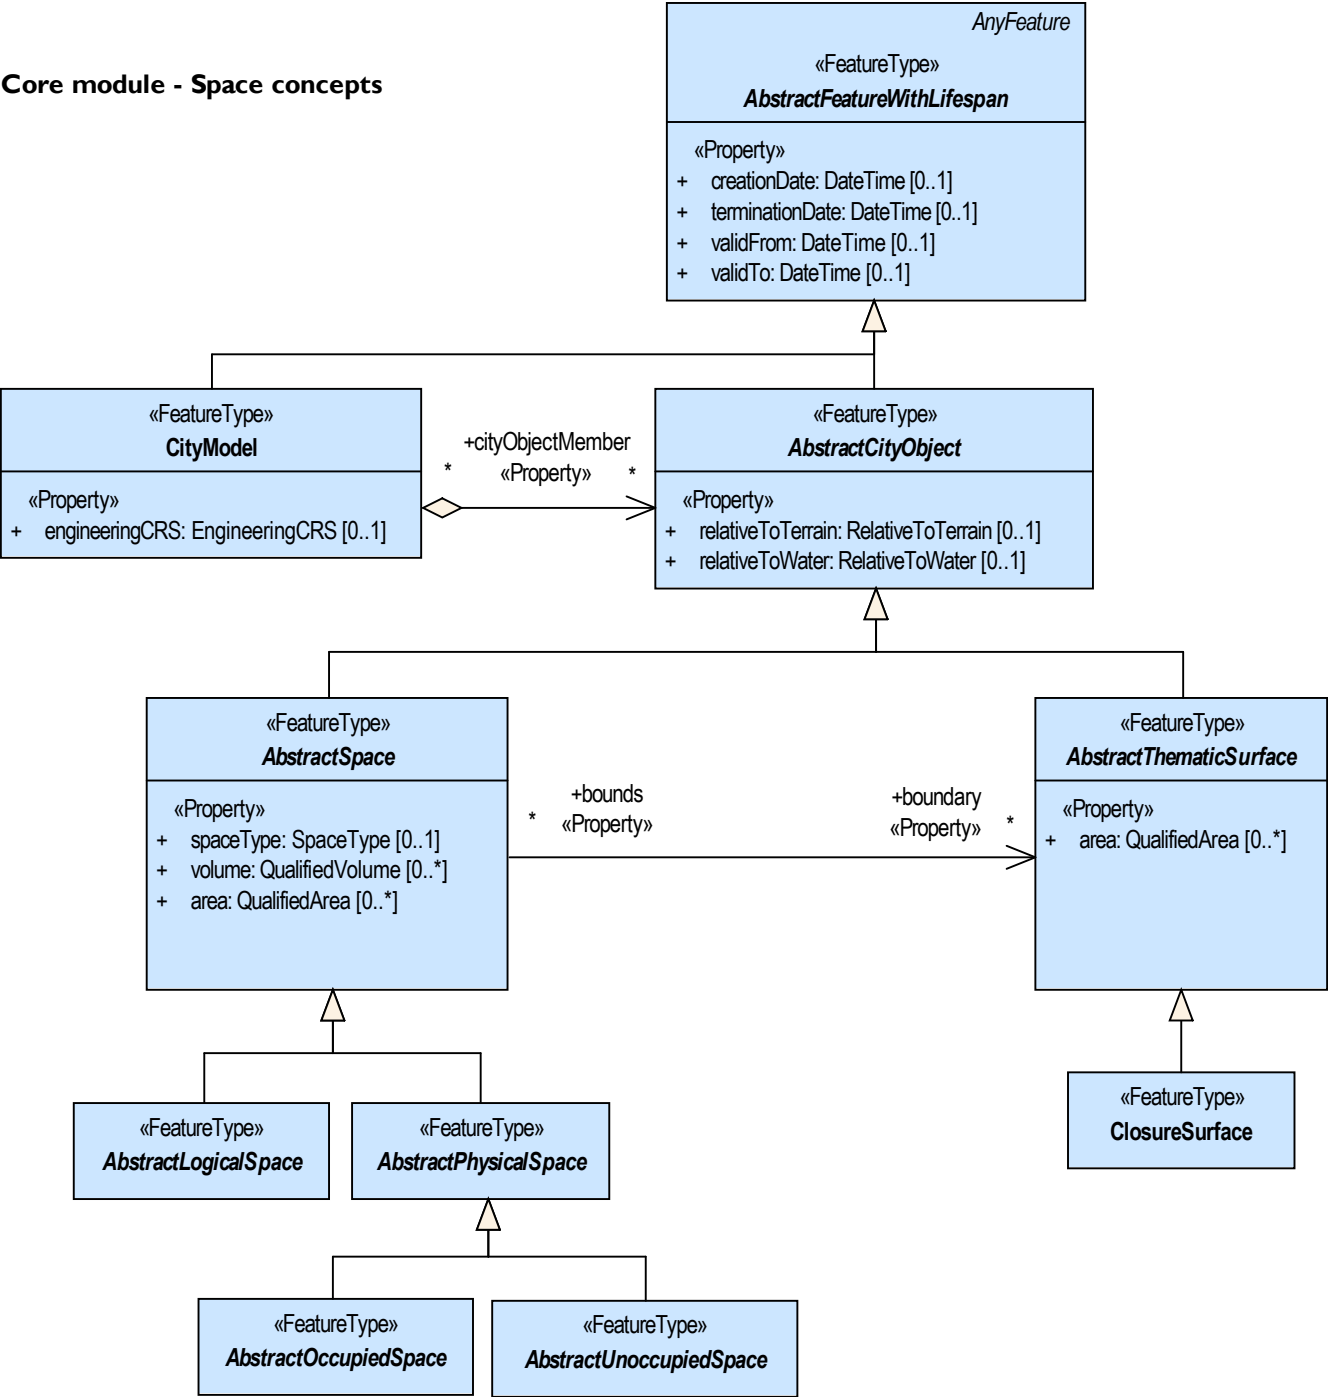 Core module - Space concepts
AnyFeature
«FeatureType»
AbstractFeatureWithLifespan
«Property»
+ creationDate: DateTime [0..1]
+ terminationDate: DateTime [0..1]
+ validFrom: DateTime [0..1]
+ validTo: DateTime [0..1]
«FeatureType»
CityModel
«Property»
+ engineeringCRS: EngineeringCRS [0..1]
+cityObjectMember
* «Property» *
«FeatureType»
AbstractCityObject
«Property»
+ relativeToTerrain: RelativeToTerrain [0..1]
+ relativeToWater: RelativeToWater [0..1]
«FeatureType»
AbstractSpace
«Property»
+ spaceType: SpaceType [0..1]
+ volume: QualifiedVolume [0..*]
+ area: QualifiedArea [0..*]
+bounds
* «Property»
+boundary
«Property» *
«FeatureType»
AbstractThematicSurface
«Property»
+ area: QualifiedArea [0..*]
«FeatureType»
AbstractLogicalSpace
«FeatureType»
AbstractPhysicalSpace
«FeatureType»
ClosureSurface
«FeatureType»
AbstractOccupiedSpace
«FeatureType»
AbstractUnoccupiedSpace